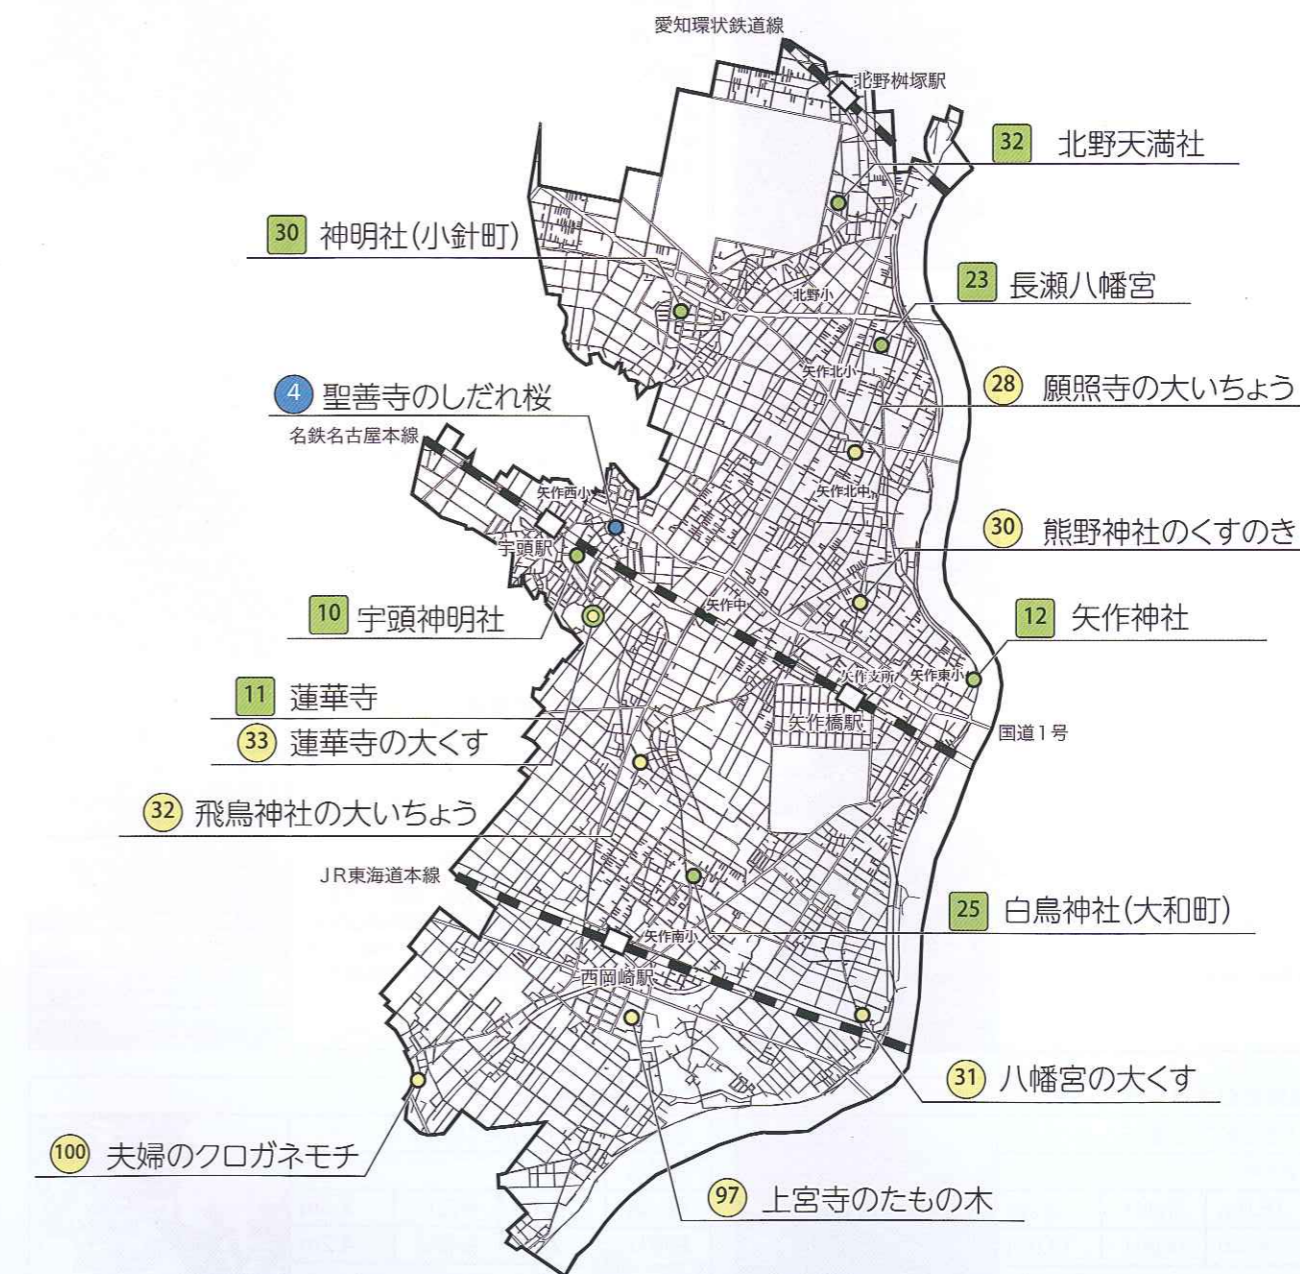 愛知環状鉄道線
北野桝塚駅
32 北野天満社
30 神明社(小針町)
23 長瀬八幡宮
北野小
矢作北小
4 聖善寺のしだれ桜
28 願照寺の大いちょう
名鉄名古屋本線
矢作西小
矢作北中
宇頭駅
30 熊野神社のくすのき
矢作中
10 宇頭神明社
12 矢作神社
矢作支所
矢作東小
11 蓮華寺
矢作橋駅
国道1号
33 蓮華寺の大くす
32 飛鳥神社の大いちょう
JR東海道本線
25 白鳥神社(大和町)
矢作南小
西岡崎駅
31 八幡宮の大くす
100 夫婦のクロガネモチ
97 上宮寺のたもの木